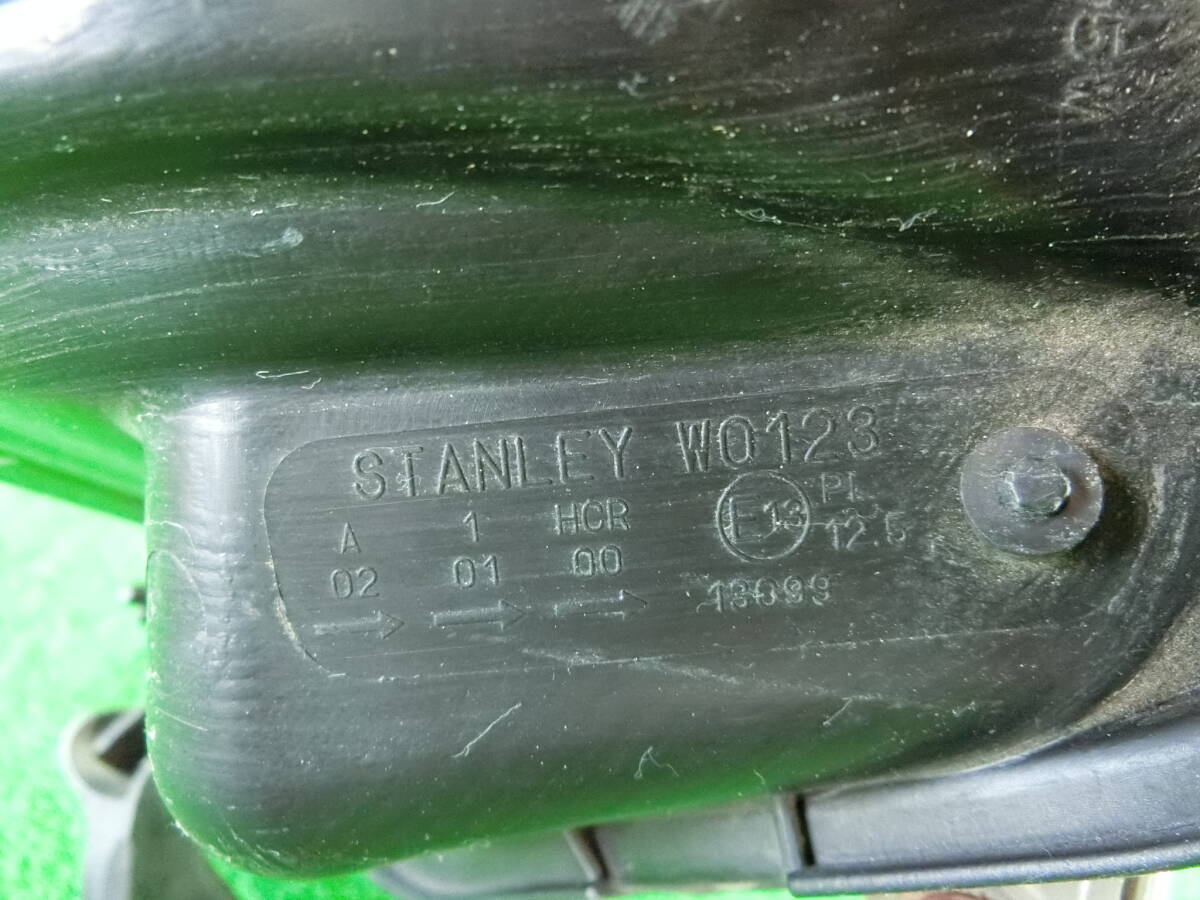 STANLEY W0123
A 1 HCR E13 PL
02 01 00 12.5
13099